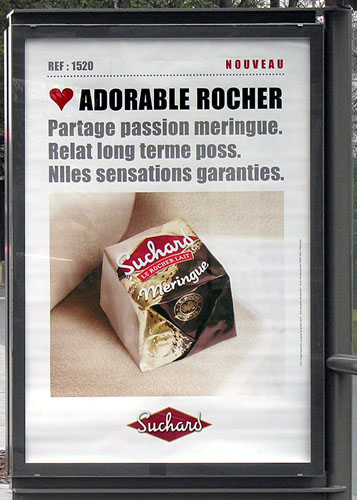 REF : 1520
NOUVEAU
ADORABLE ROCHER
Partage passion meringue.
Relat long terme poss.
Nlles sensations garanties.
Suchard
LE ROCHER LAIT
Meringue
Suchard